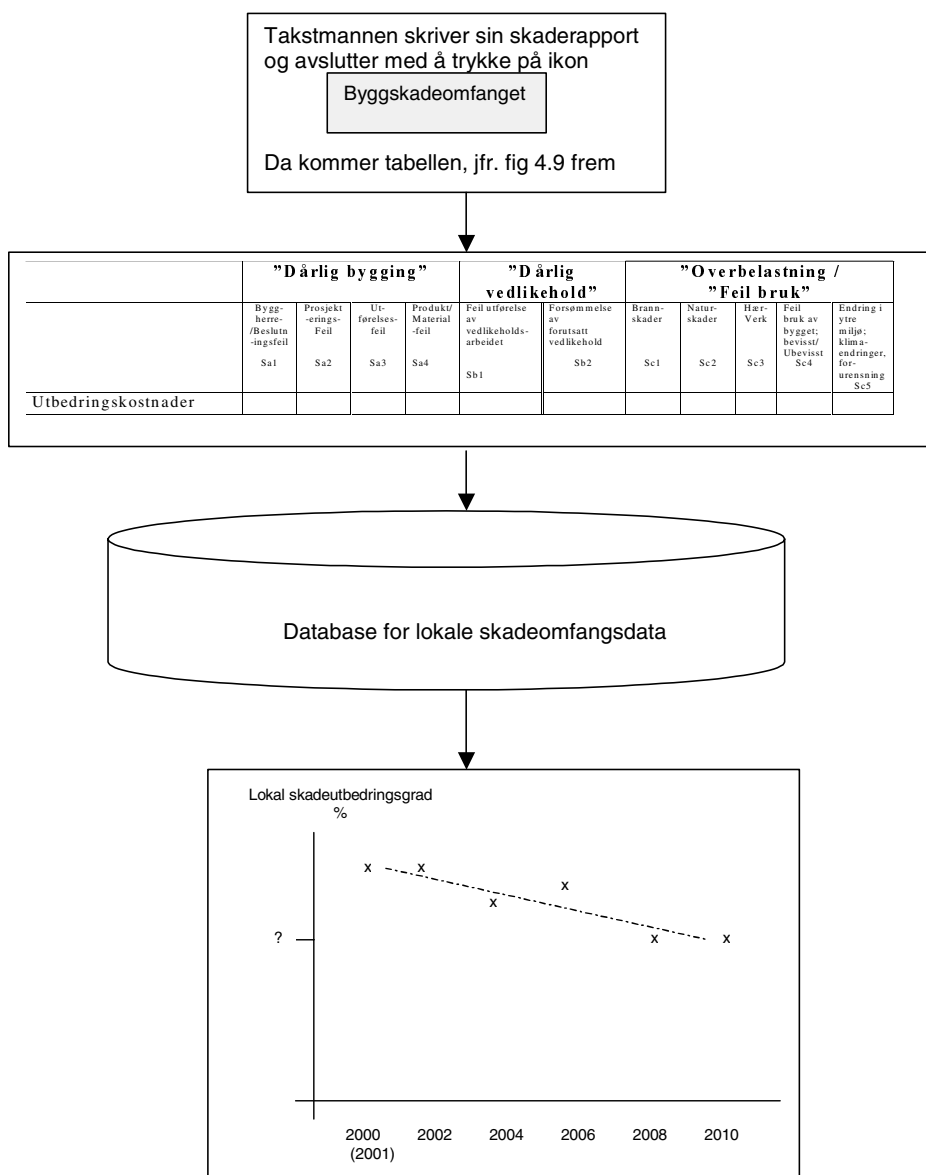 Takstmannen skriver sin skaderapport
og avslutter med å trykke på ikon
Byggskadeomfanget
Da kommer tabellen, jfr. fig 4.9 frem
”Dårlig bygging”
”Dårlig
vedlikehold”
”Overbelastning /
”Feil bruk”
Bygg-
herre-
/Beslutn
-ingsfeil
Sa1
Prosjekt
-erings-
Feil
Sa2
Ut-
førelses-
feil
Sa3
Produkt/
Material
-feil
Sa4
Feil utførelse
av
vedlikeholds-
arbeidet
Sb1
Forsømmelse
av
forutsatt
vedlikehold
Sb2
Brann-
skader
Sc1
Natur-
skader
Sc2
Hær-
Verk
Sc3
Feil
bruk av
bygget;
bevisst/
Ubevisst
Sc4
Endring i
ytre
miljø;
klima-
endringer,
for-
urensning
Sc5
Utbedringskostnader
Database for lokale skadeomfangsdata
Lokal skadeutbedringsgrad
%
x x x x x x
?
2000 2002 2004 2006 2008 2010
(2001)